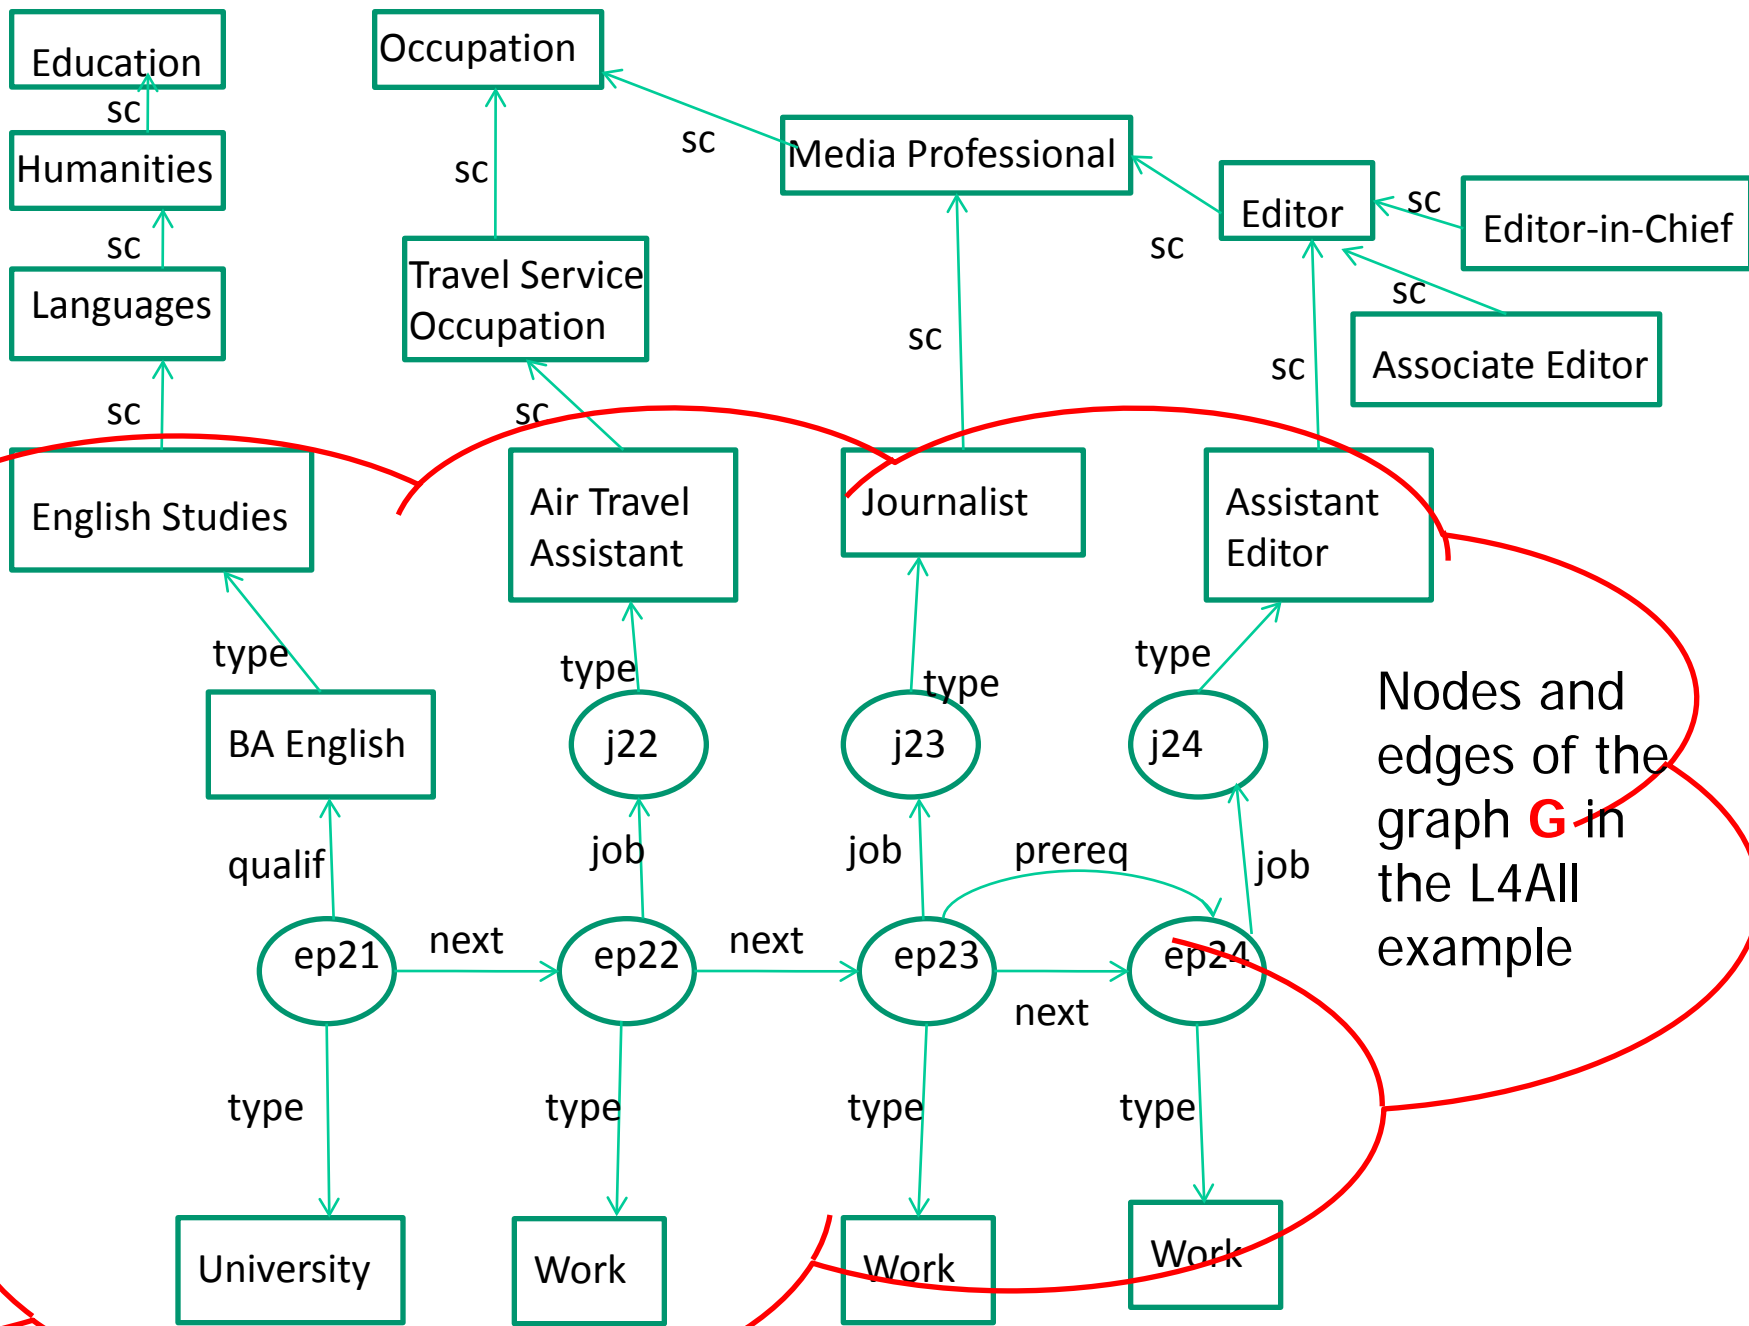 Education
Occupation
sc
sc
Media Professional
Humanities
sc
Editor
sc
Editor-in-Chief
sc
sc
Travel Service
Occupation
Languages
sc
sc
Associate Editor
sc
sc
sc
English Studies
Air Travel
Assistant
Journalist
Assistant
Editor
type
type
type
type
BA English
j22
j23
j24
Nodes and
edges of the
graph G in
the L4All
example
qualif
job
job
prereq
job
ep21
next
ep22
next
ep23
next
ep24
type
type
type
type
University
Work
Work
Work